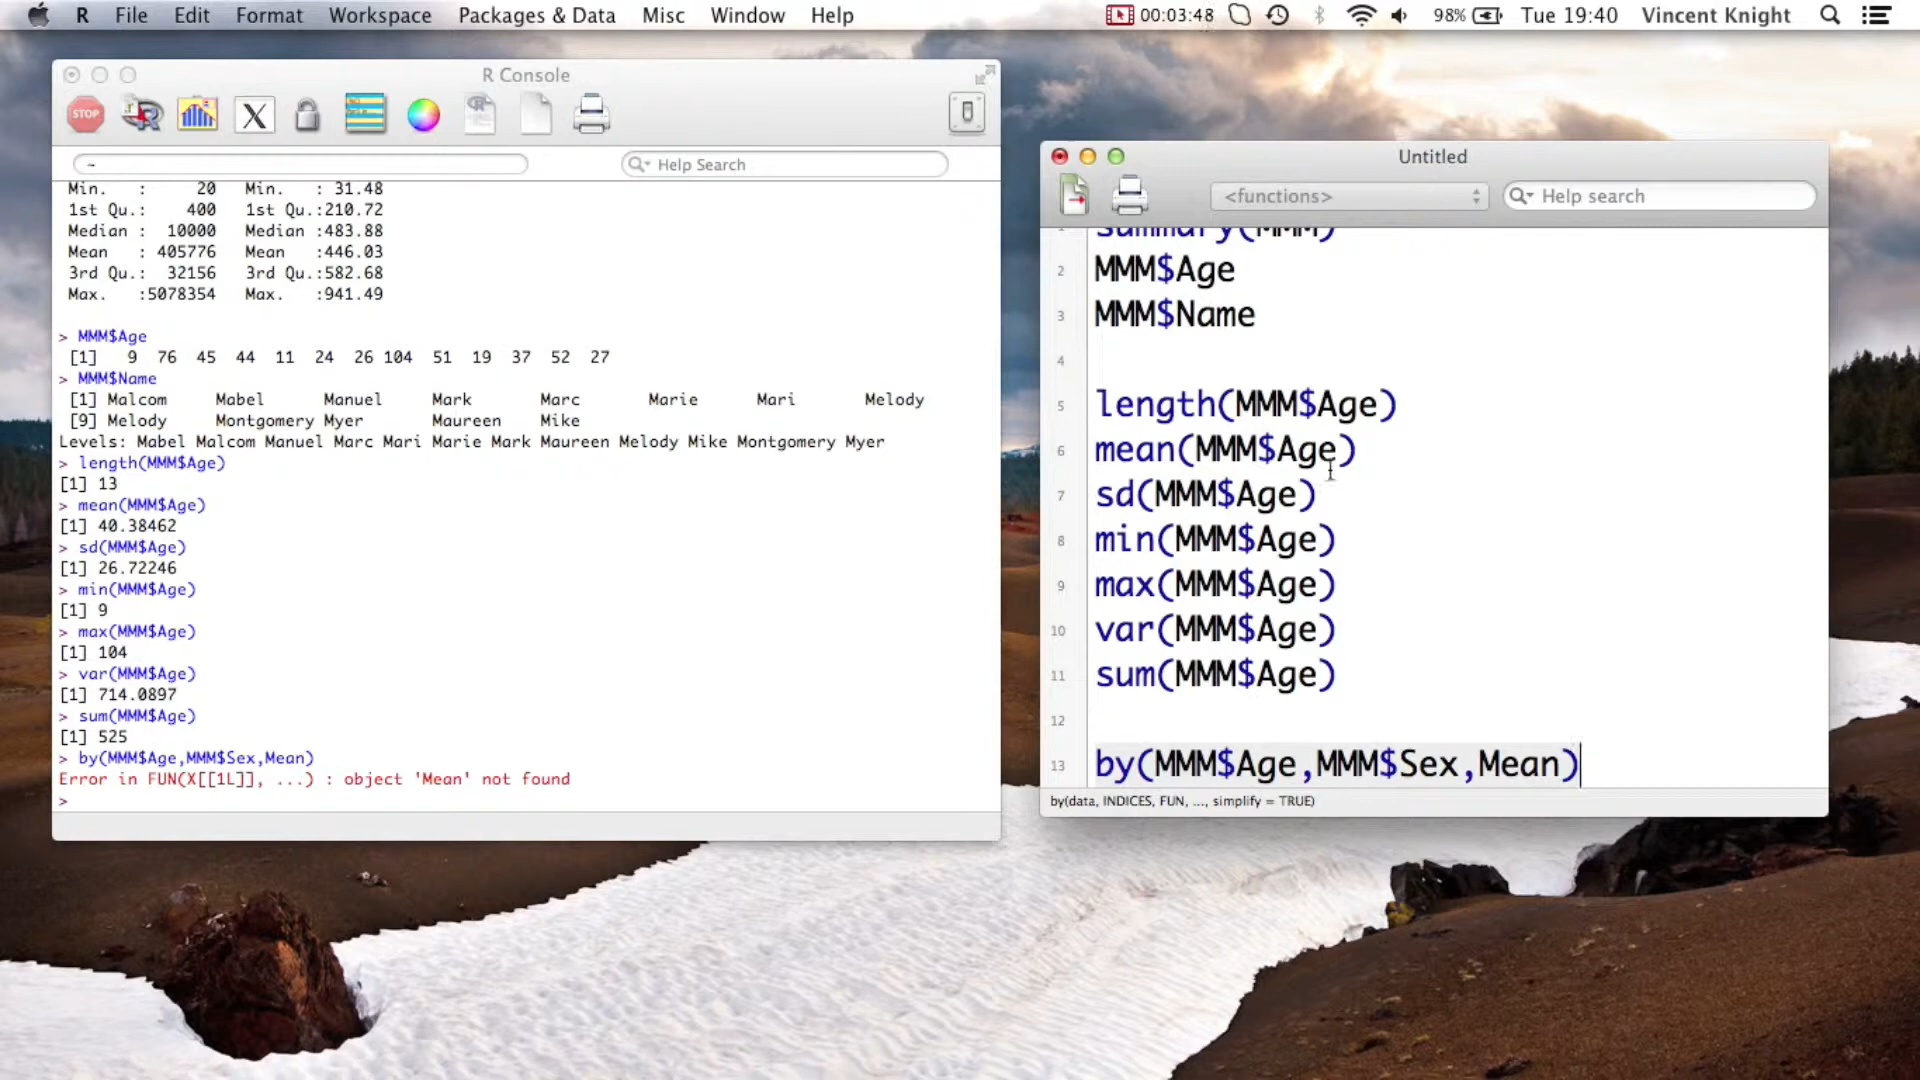 R File Edit Format Workspace Packages & Data Misc Window Help 00:03:48 98% Tue 19:40 Vincent Knight
R Console
STOP
~ Help Search
Min. : 20 Min. : 31.48
1st Qu.: 400 1st Qu.:210.72
Median : 10000 Median :483.88
Mean : 405776 Mean :446.03
3rd Qu.: 32156 3rd Qu.:582.68
Max. :5078354 Max. :941.49
> MMM$Age
[1] 9 76 45 44 11 24 26 104 51 19 37 52 27
> MMM$Name
[1] Malcom Mabel Manuel Mark Marc Marie Mari Melody
[9] Melody Montgomery Myer Maureen Mike
Levels: Mabel Malcom Manuel Marc Mari Marie Mark Maureen Melody Mike Montgomery Myer
> length(MMM$Age)
[1] 13
> mean(MMM$Age)
[1] 40.38462
> sd(MMM$Age)
[1] 26.72246
> min(MMM$Age)
[1] 9
> max(MMM$Age)
[1] 104
> var(MMM$Age)
[1] 714.0897
> sum(MMM$Age)
[1] 525
> by(MMM$Age,MMM$Sex,Mean)
Error in FUN(X[[1L]], ...) : object 'Mean' not found
>
Untitled
<functions> Help search
1 summary(MMM)
2 MMM$Age
3 MMM$Name
4
5 length(MMM$Age)
6 mean(MMM$Age)
7 sd(MMM$Age)
8 min(MMM$Age)
9 max(MMM$Age)
10 var(MMM$Age)
11 sum(MMM$Age)
12
13 by(MMM$Age,MMM$Sex,Mean)
by(data, INDICES, FUN, ..., simplify = TRUE)